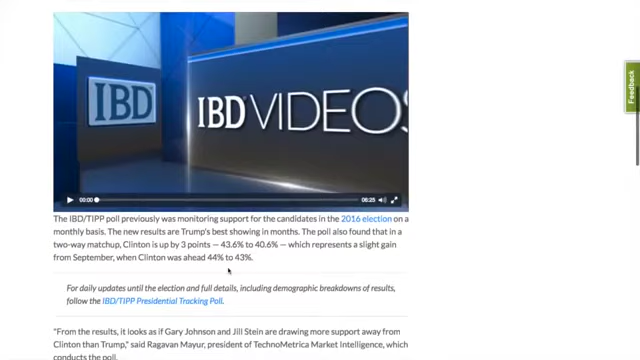 IBD
IBD VIDEOS
00:00
06:25
Feedback
The IBD/TIPP poll previously was monitoring support for the candidates in the 2016 election on a
monthly basis. The new results are Trump's best showing in months. The poll also found that in a
two-way matchup, Clinton is up by 3 points — 43.6% to 40.6% — which represents a slight gain
from September, when Clinton was ahead 44% to 43%.
For daily updates until the election and full details, including demographic breakdowns of results,
follow the IBD/TIPP Presidential Tracking Poll.
"From the results, it looks as if Gary Johnson and Jill Stein are drawing more support away from
Clinton than Trump," said Ragavan Mayur, president of TechnoMetrica Market Intelligence, which
conducts the poll.